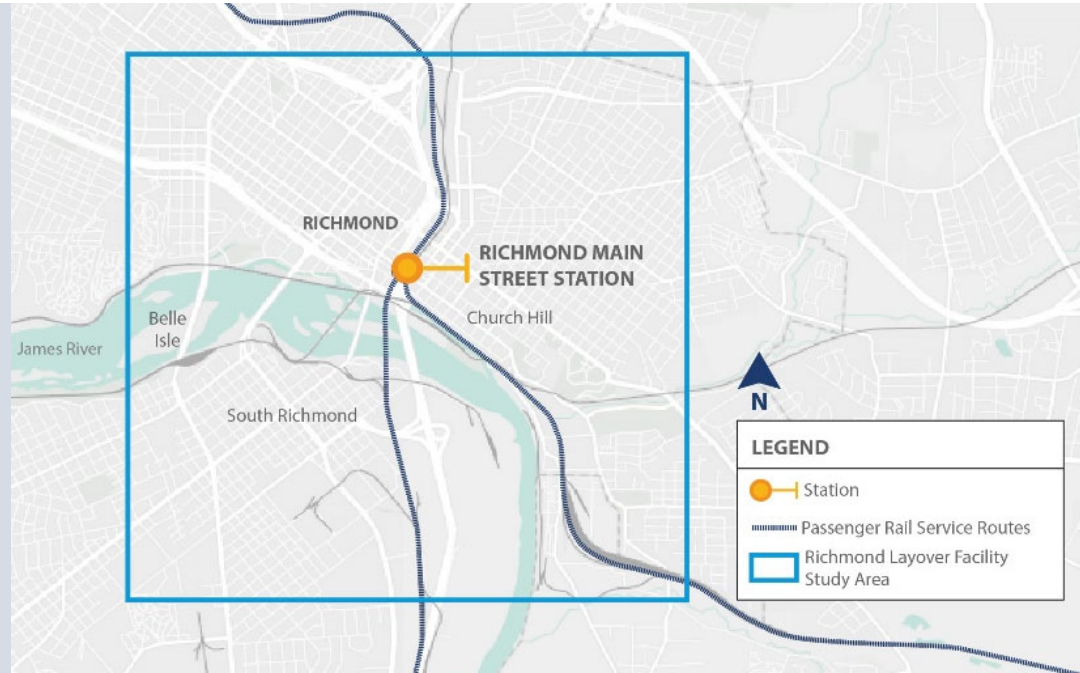 RICHMOND
RICHMOND MAIN
STREET STATION
Church Hill
Belle
Isle
James River
South Richmond
N
LEGEND
Station
Passenger Rail Service Routes
Richmond Layover Facility
Study Area